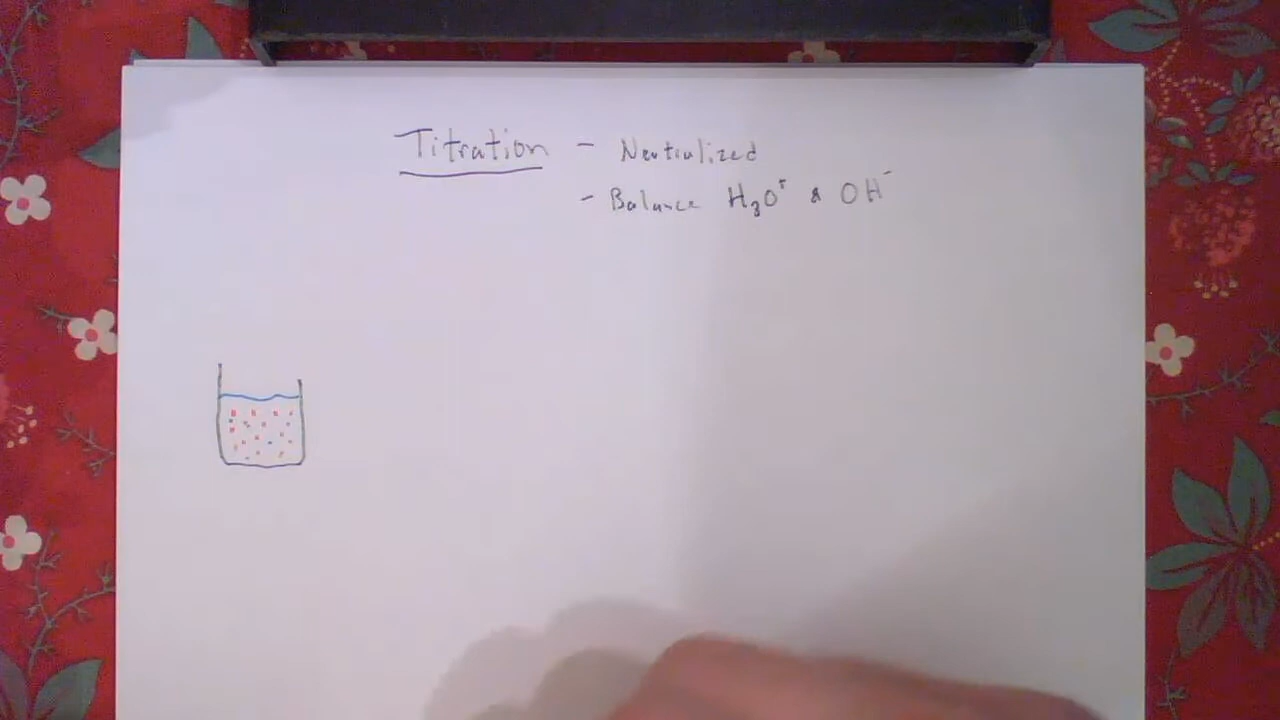 Titration - Neutralized
- Balance H₃O⁺ & OH⁻